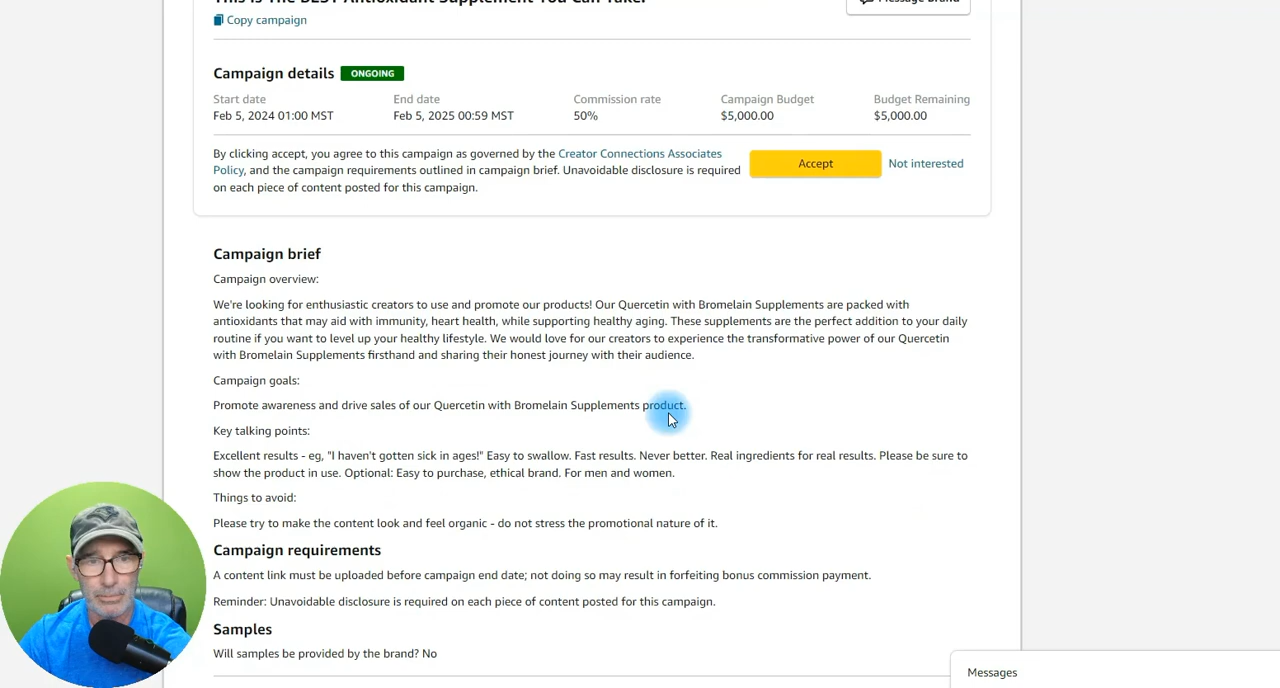 This Is The BEST Antioxidant Supplement You Can Take!
Message Brand
Copy campaign
Campaign details ONGOING
Start date End date Commission rate Campaign Budget Budget Remaining
Feb 5, 2024 01:00 MST Feb 5, 2025 00:59 MST 50% $5,000.00 $5,000.00
By clicking accept, you agree to this campaign as governed by the Creator Connections Associates
Policy, and the campaign requirements outlined in campaign brief. Unavoidable disclosure is required
on each piece of content posted for this campaign.
Accept Not interested
Campaign brief
Campaign overview:
We're looking for enthusiastic creators to use and promote our products! Our Quercetin with Bromelain Supplements are packed with
antioxidants that may aid with immunity, heart health, while supporting healthy aging. These supplements are the perfect addition to your daily
routine if you want to level up your healthy lifestyle. We would love for our creators to experience the transformative power of our Quercetin
with Bromelain Supplements firsthand and sharing their honest journey with their audience.
Campaign goals:
Promote awareness and drive sales of our Quercetin with Bromelain Supplements product.
Key talking points:
Excellent results - eg, "I haven't gotten sick in ages!" Easy to swallow. Fast results. Never better. Real ingredients for real results. Please be sure to
show the product in use. Optional: Easy to purchase, ethical brand. For men and women.
Things to avoid:
Please try to make the content look and feel organic - do not stress the promotional nature of it.
Campaign requirements
A content link must be uploaded before campaign end date; not doing so may result in forfeiting bonus commission payment.
Reminder: Unavoidable disclosure is required on each piece of content posted for this campaign.
Samples
Will samples be provided by the brand? No
Messages